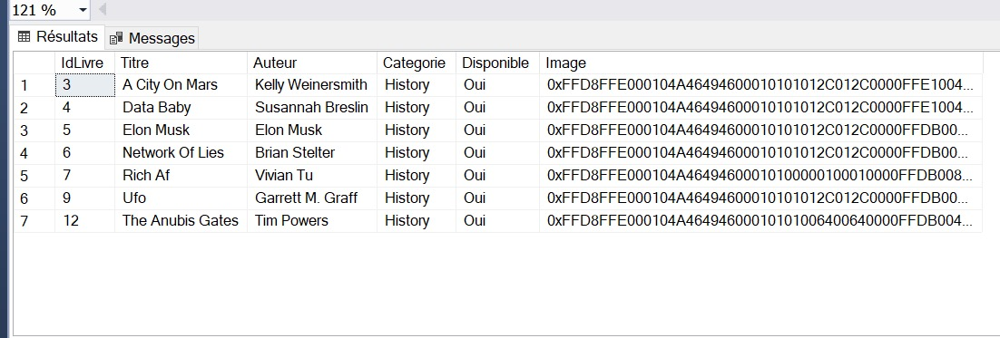 121 %
Résultats Messages
IdLivre Titre Auteur Categorie Disponible Image
1 3 A City On Mars Kelly Weinersmith History Oui 0xFFD8FFE000104A46494600010101012C012C0000FFE1004...
2 4 Data Baby Susannah Breslin History Oui 0xFFD8FFE000104A46494600010101012C012C0000FFE1004...
3 5 Elon Musk Elon Musk History Oui 0xFFD8FFE000104A46494600010101012C012C0000FFDB00...
4 6 Network Of Lies Brian Stelter History Oui 0xFFD8FFE000104A46494600010101012C012C0000FFDB00...
5 7 Rich Af Vivian Tu History Oui 0xFFD8FFE000104A46494600010100000100010000FFDB008...
6 9 Ufo Garrett M. Graff History Oui 0xFFD8FFE000104A46494600010101012C012C0000FFDB00...
7 12 The Anubis Gates Tim Powers History Oui 0xFFD8FFE000104A46494600010101006400640000FFDB004...